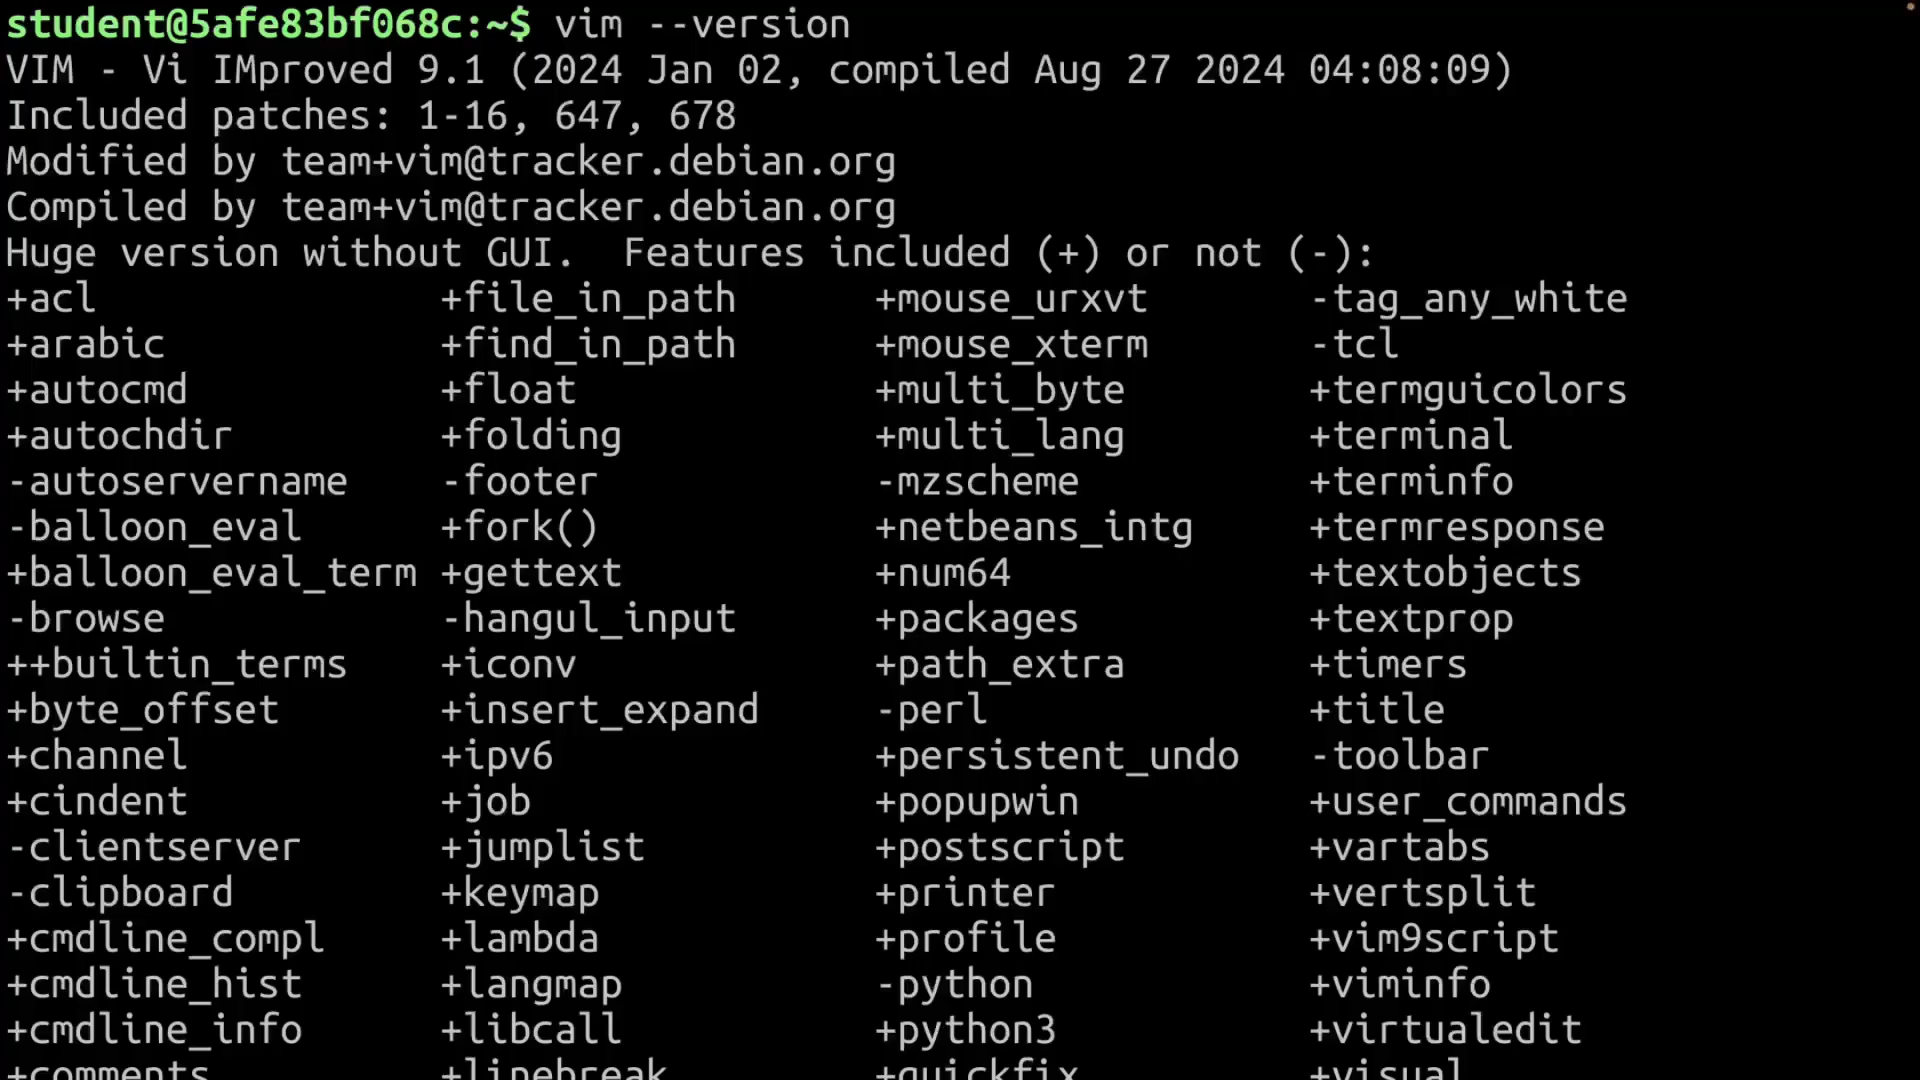 student@5afe83bf068c:~$ vim --version
VIM - Vi IMproved 9.1 (2024 Jan 02, compiled Aug 27 2024 04:08:09)
Included patches: 1-16, 647, 678
Modified by team+vim@tracker.debian.org
Compiled by team+vim@tracker.debian.org
Huge version without GUI.  Features included (+) or not (-):
+acl               +file_in_path      +mouse_urxvt       -tag_any_white
+arabic            +find_in_path      +mouse_xterm       -tcl
+autocmd           +float             +multi_byte        +termguicolors
+autochdir         +folding           +multi_lang        +terminal
-autoservername    -footer            -mzscheme          +terminfo
-balloon_eval      +fork()            +netbeans_intg     +termresponse
+balloon_eval_term +gettext           +num64             +textobjects
-browse            -hangul_input      +packages          +textprop
++builtin_terms    +iconv             +path_extra        +timers
+byte_offset       +insert_expand     -perl              +title
+channel           +ipv6              +persistent_undo   -toolbar
+cindent           +job               +popupwin          +user_commands
-clientserver      +jumplist          +postscript        +vartabs
-clipboard         +keymap            +printer           +vertsplit
+cmdline_compl     +lambda            +profile           +vim9script
+cmdline_hist      +langmap           -python            +viminfo
+cmdline_info      +libcall           +python3           +virtualedit
+comments          +linebreak         +quickfix          +visual